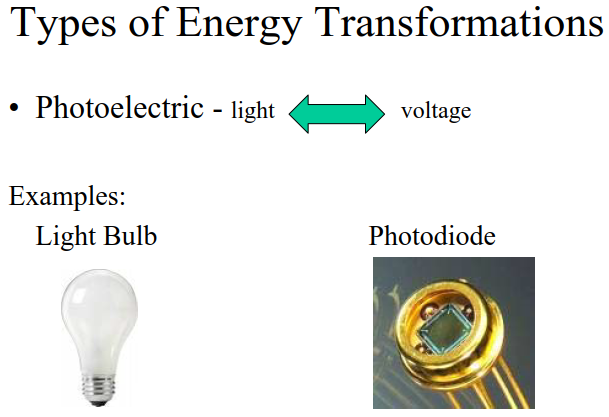 Types of Energy Transformations
• Photoelectric - light voltage
Examples:
Light Bulb Photodiode